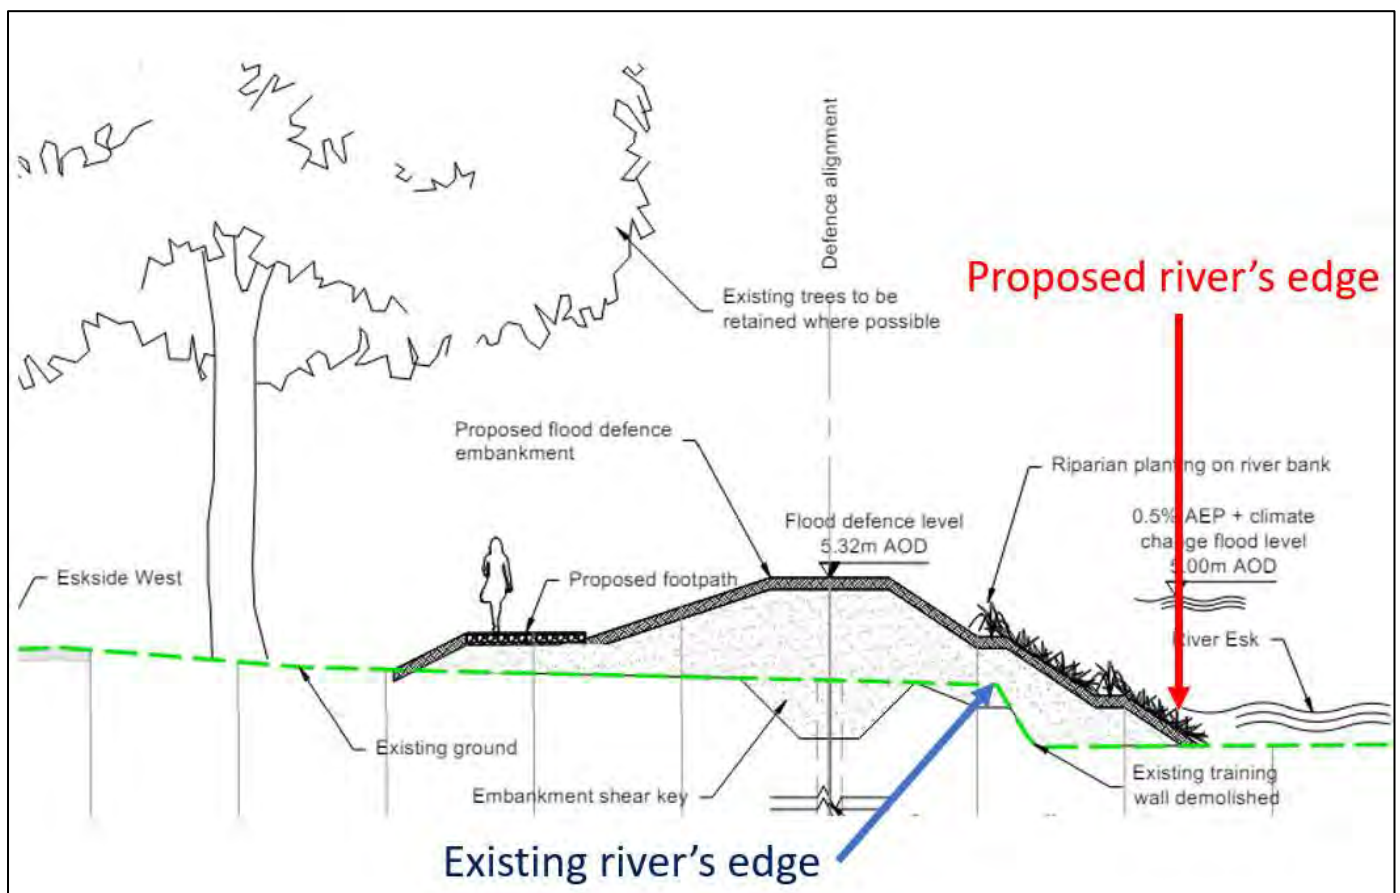 Defence alignment
Proposed river's edge
Existing trees to be
retained where possible
Proposed flood defence
embankment
Riparian planting on river bank
Flood defence level
5.32m AOD
0.5% AEP + climate
change flood level
5.00m AOD
Eskside West
Proposed footpath
River Esk
Existing ground
Embankment shear key
Existing training
wall demolished
Existing river's edge